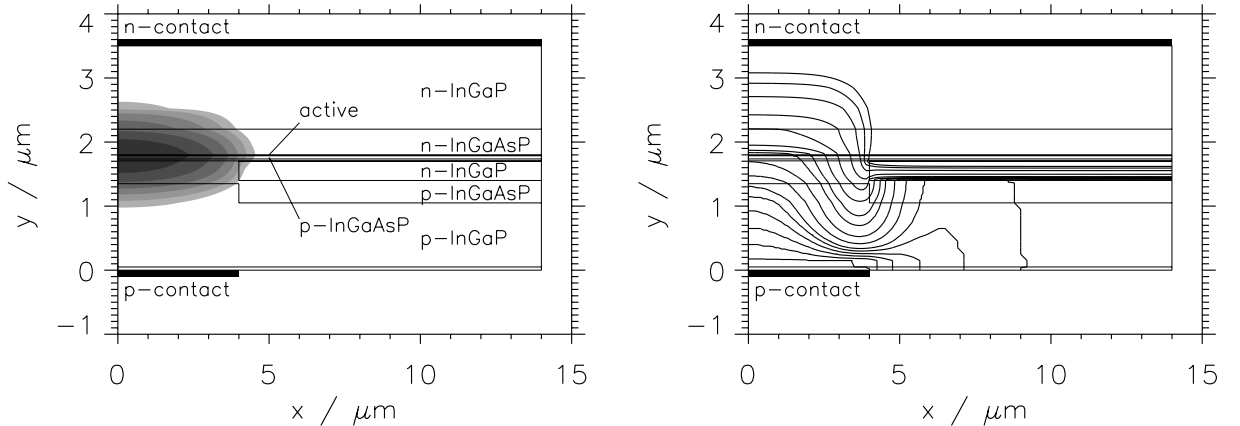 4
n-contact
3
n-InGaP
active
2
n-InGaAsP
n-InGaP
p-InGaAsP
1
p-InGaAsP
p-InGaP
0
p-contact
-1
y / μm
0 5 10 15
x / μm
4
n-contact
3
2
1
0
p-contact
-1
y / μm
0 5 10 15
x / μm